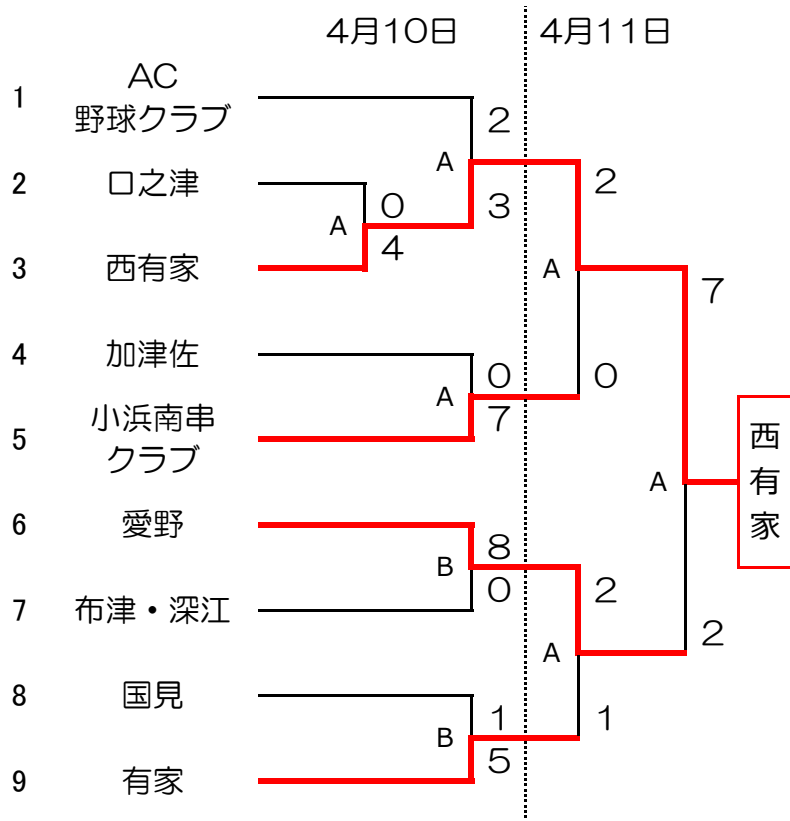 4月10日 4月11日
1 AC
野球クラブ
2 口之津
3 西有家
4 加津佐
5 小浜南串
クラブ
6 愛野
7 布津・深江
8 国見
9 有家
A 0
4
A 2
3
A 0
7
B 8
0
B 1
5
A 2
0
A 2
1
A 7
2
西
有
家